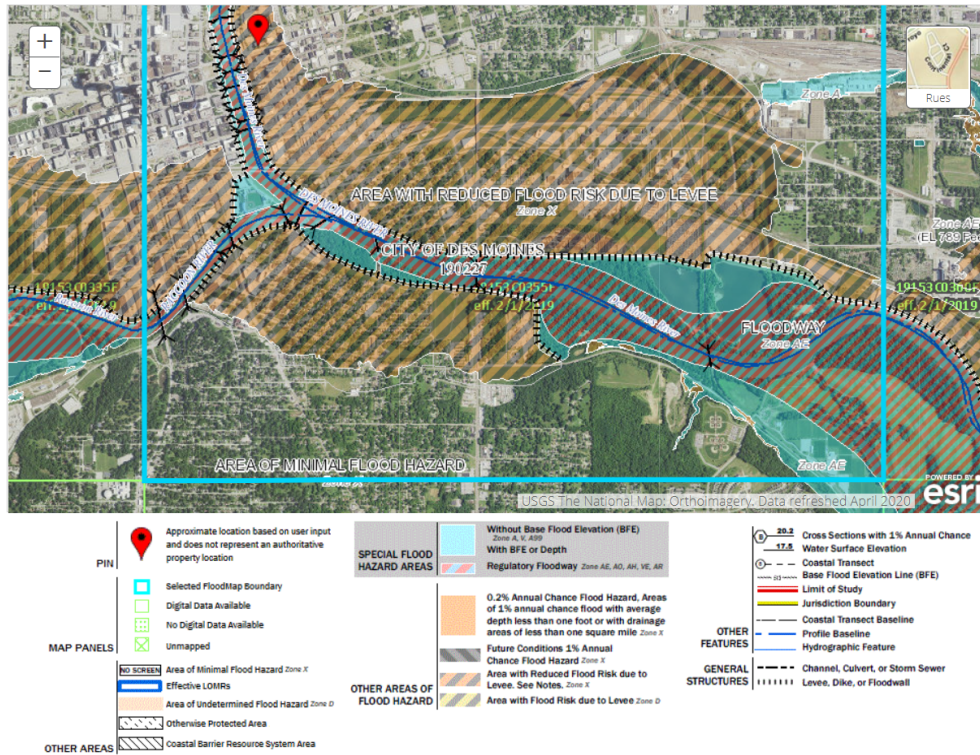 +
−
Rues
Zone A
AREA WITH REDUCED FLOOD RISK DUE TO LEVEE
Zone X
DES MOINES RIVER
CITY OF DES MOINES
190227
RACCOON RIVER
19153C0335F
eff. 2/1/2019
19153C0355F
eff. 2/1/2019
Des Moines River
FLOODWAY
Zone AE
Zone AE
(EL 789 Fee
eff. 2/1/2019
AREA OF MINIMAL FLOOD HAZARD
Zone X
Zone AE
POWERED BY
esri
USGS The National Map: Orthoimagery. Data refreshed April 2020
PIN
Approximate location based on user input
and does not represent an authoritative
property location
MAP PANELS
Selected FloodMap Boundary
Digital Data Available
No Digital Data Available
Unmapped
OTHER AREAS
NO SCREEN Area of Minimal Flood Hazard Zone X
Effective LOMRs
Area of Undetermined Flood Hazard Zone D
Otherwise Protected Area
Coastal Barrier Resource System Area
SPECIAL FLOOD
HAZARD AREAS
Without Base Flood Elevation (BFE)
Zone A, V, A99
With BFE or Depth
Regulatory Floodway Zone AE, AO, AH, VE, AR
OTHER AREAS OF
FLOOD HAZARD
0.2% Annual Chance Flood Hazard, Areas
of 1% annual chance flood with average
depth less than one foot or with drainage
areas of less than one square mile Zone X
Future Conditions 1% Annual
Chance Flood Hazard Zone X
Area with Reduced Flood Risk due to
Levee. See Notes. Zone X
Area with Flood Risk due to Levee Zone D
OTHER
FEATURES
B 20.2 Cross Sections with 1% Annual Chance
17.5 Water Surface Elevation
Coastal Transect
Base Flood Elevation Line (BFE)
Limit of Study
Jurisdiction Boundary
Coastal Transect Baseline
Profile Baseline
Hydrographic Feature
GENERAL
STRUCTURES
Channel, Culvert, or Storm Sewer
Levee, Dike, or Floodwall